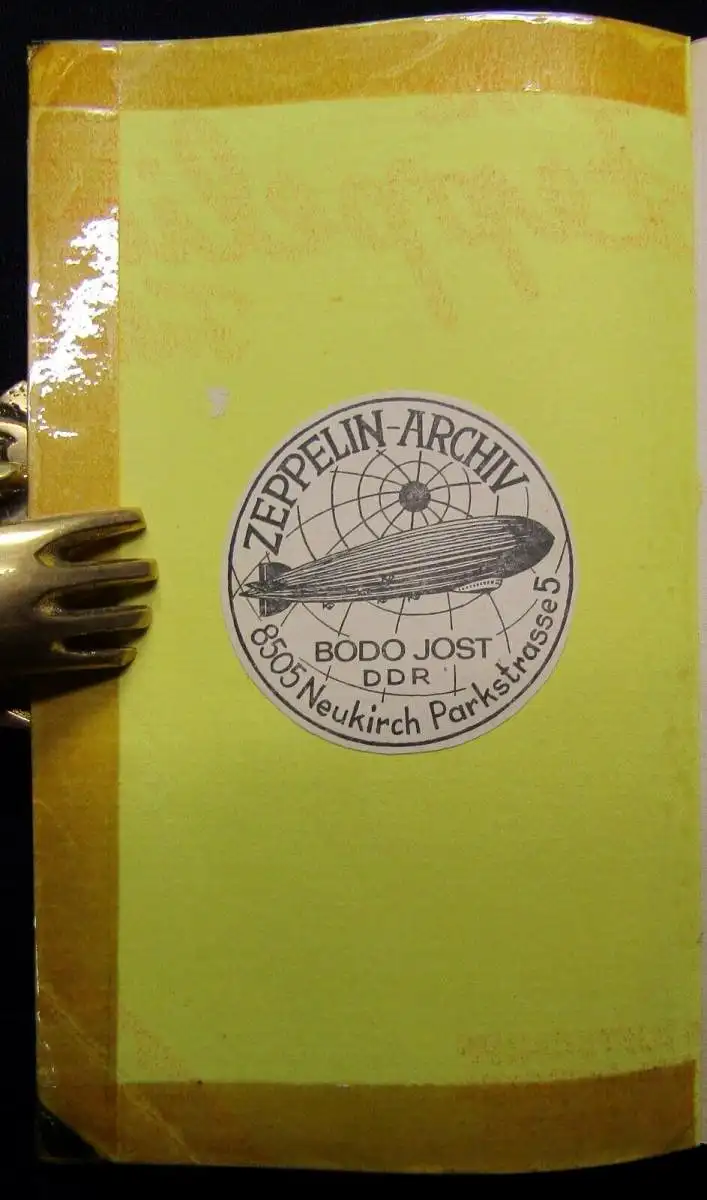 ZEPPELIN-ARCHIV
BODO JOST
DDR
8505 Neukirch Parkstrasse 5